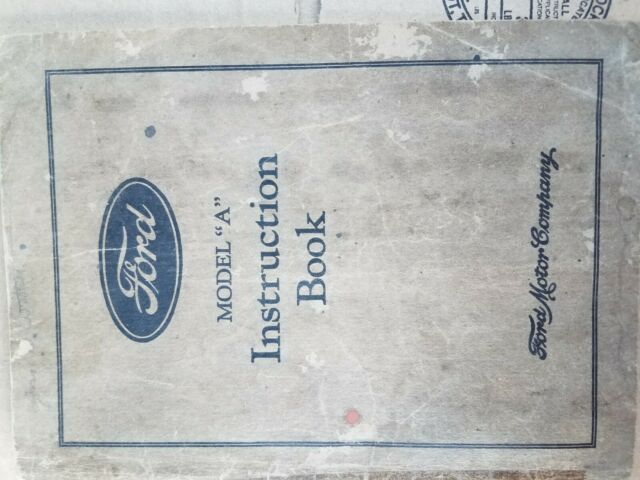 Ford
MODEL "A"
Instruction
Book
Ford Motor Company